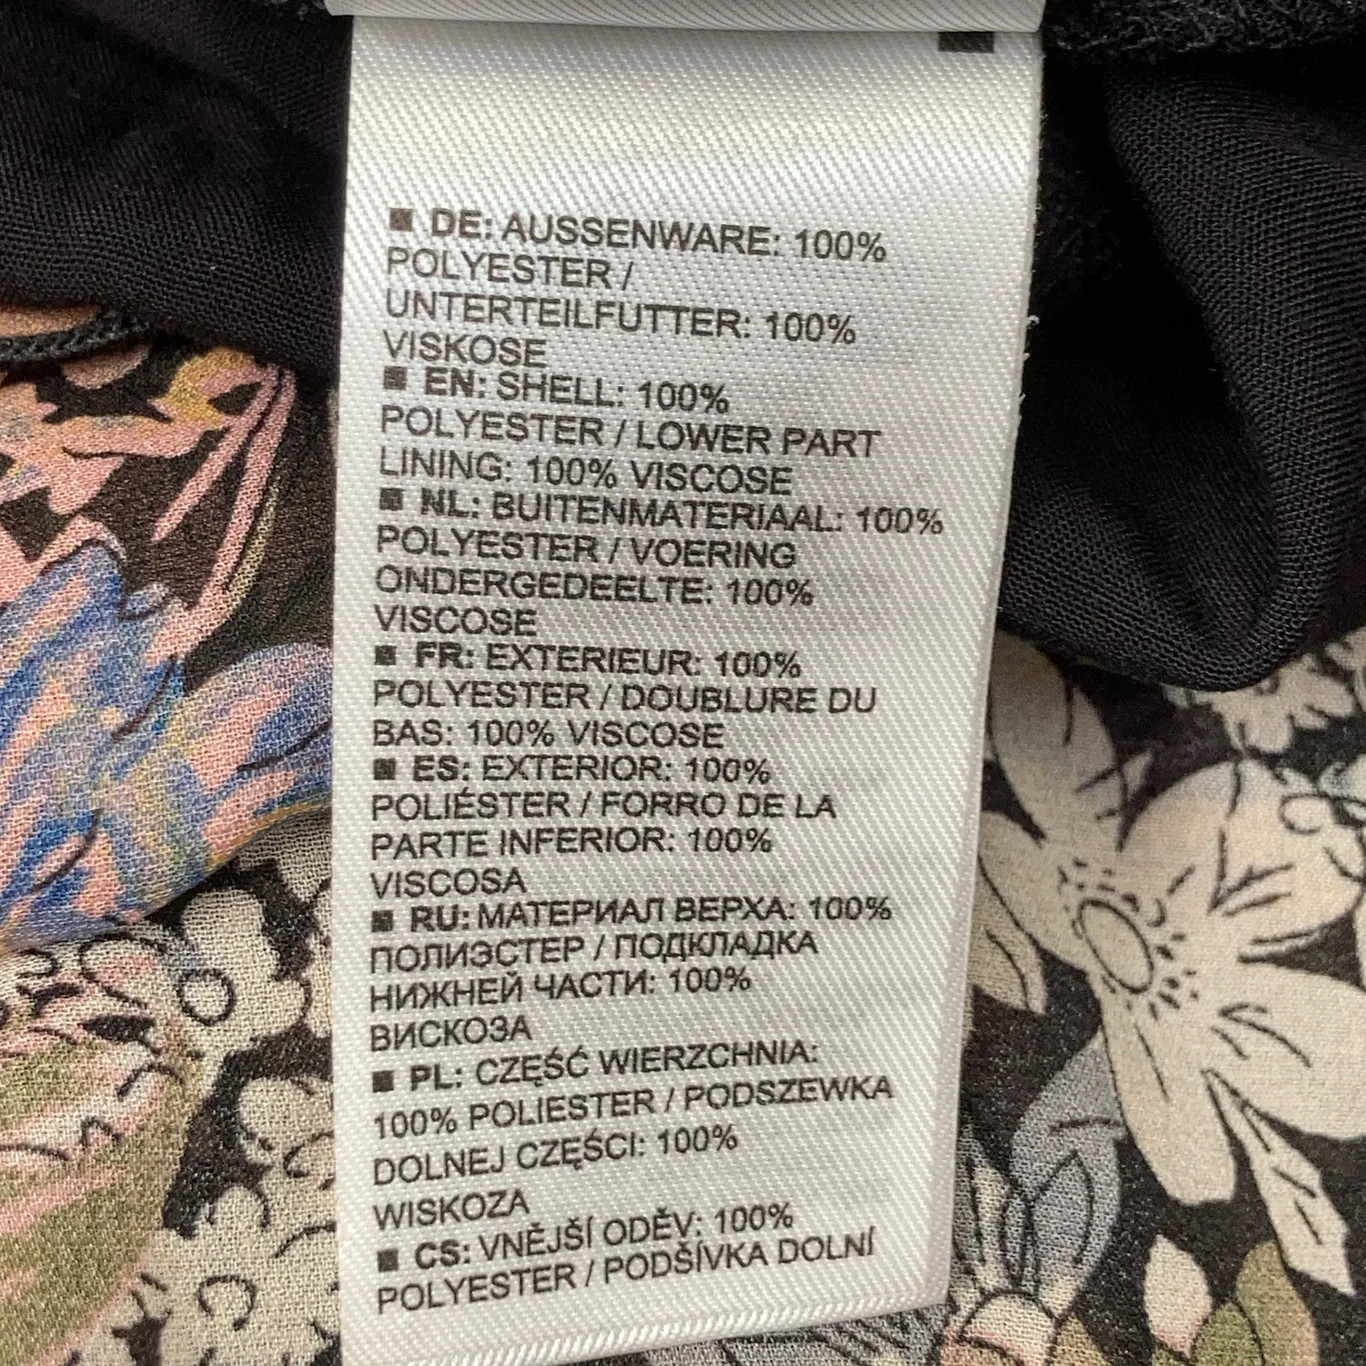 ■ DE: AUSSENWARE: 100%
POLYESTER /
UNTERTEILFUTTER: 100%
VISKOSE
■ EN: SHELL: 100%
POLYESTER / LOWER PART
LINING: 100% VISCOSE
■ NL: BUITENMATERIAAL: 100%
POLYESTER / VOERING
ONDERGEDEELTE: 100%
VISCOSE
■ FR: EXTERIEUR: 100%
POLYESTER / DOUBLURE DU
BAS: 100% VISCOSE
■ ES: EXTERIOR: 100%
POLIÉSTER / FORRO DE LA
PARTE INFERIOR: 100%
VISCOSA
■ RU: МАТЕРИАЛ ВЕРХА: 100%
ПОЛИЭСТЕР / ПОДКЛАДКА
НИЖНЕЙ ЧАСТИ: 100%
ВИСКОЗА
■ PL: CZĘŚĆ WIERZCHNIA:
100% POLIESTER / PODSZEWKA
DOLNEJ CZĘŚCI: 100%
WISKOZA
■ CS: VNĚJŠÍ ODĚV: 100%
POLYESTER / PODŠÍVKA DOLNÍ